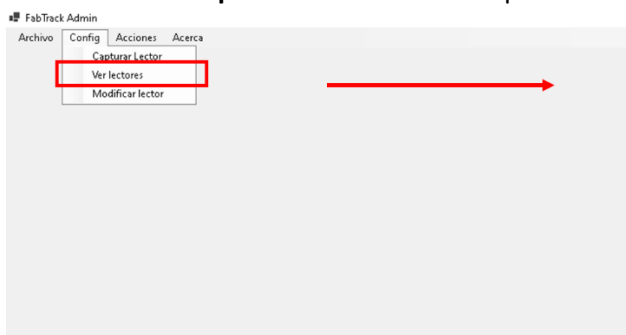 FabTrack Admin
Archivo Config Acciones Acerca
Capturar Lector
Ver lectores
Modificar lector